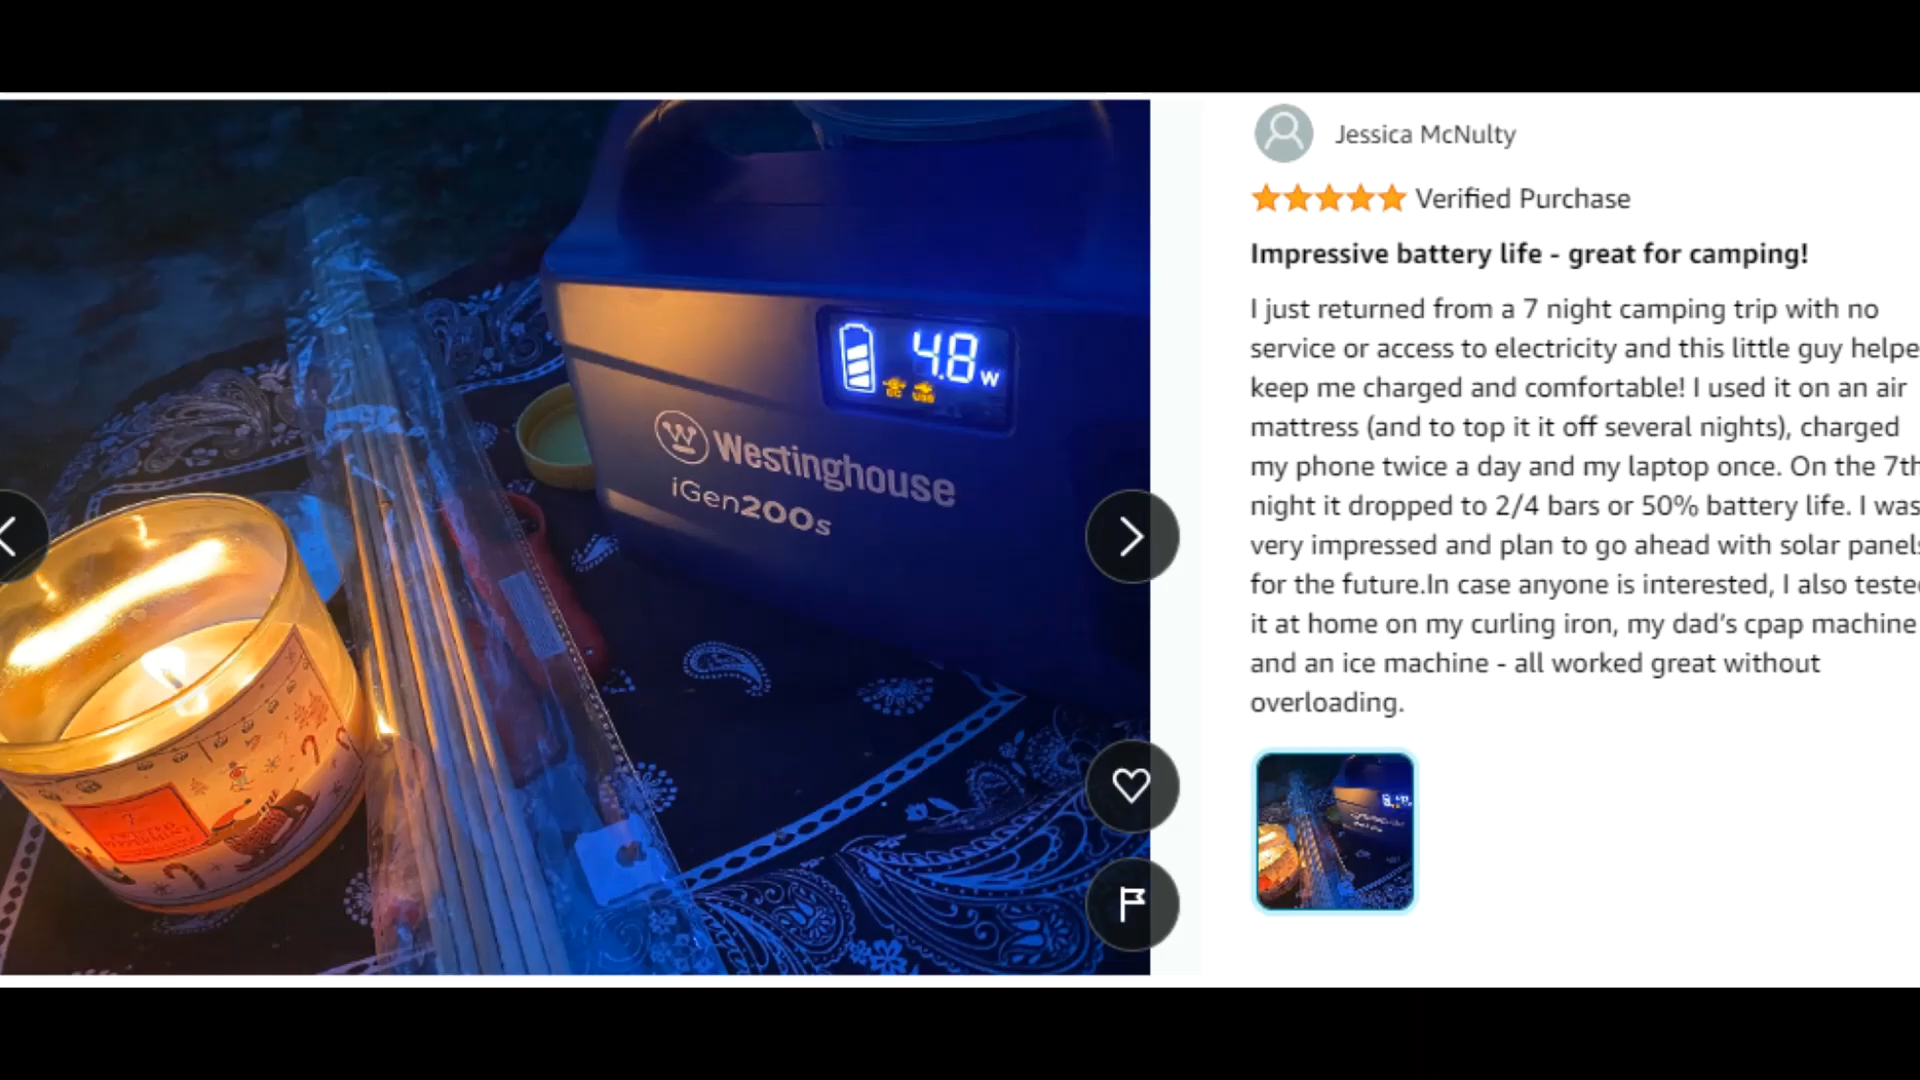 4.8 w
DC USB
Westinghouse
iGen200s
Jessica McNulty
Verified Purchase
Impressive battery life - great for camping!
I just returned from a 7 night camping trip with no
service or access to electricity and this little guy helpe
keep me charged and comfortable! I used it on an air
mattress (and to top it it off several nights), charged
my phone twice a day and my laptop once. On the 7th
night it dropped to 2/4 bars or 50% battery life. I was
very impressed and plan to go ahead with solar panels
for the future.In case anyone is interested, I also tested
it at home on my curling iron, my dad’s cpap machine
and an ice machine - all worked great without
overloading.